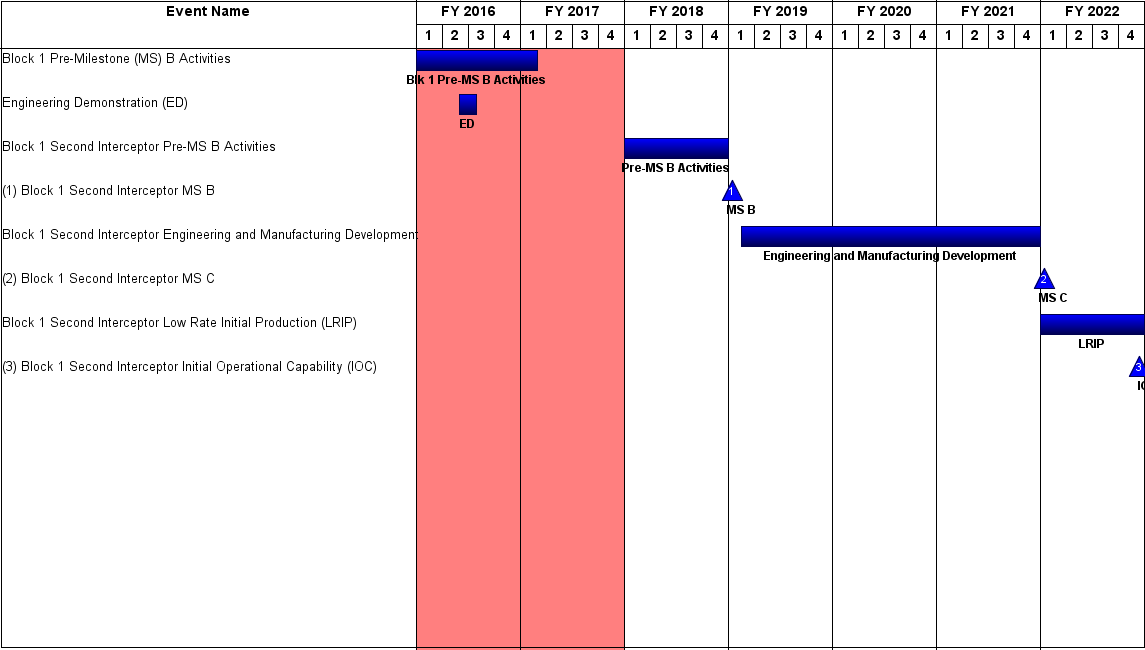 Event Name FY 2016 FY 2017 FY 2018 FY 2019 FY 2020 FY 2021 FY 2022
1 2 3 4 1 2 3 4 1 2 3 4 1 2 3 4 1 2 3 4 1 2 3 4 1 2 3 4
Block 1 Pre-Milestone (MS) B Activities
Blk 1 Pre-MS B Activities
Engineering Demonstration (ED)
ED
Block 1 Second Interceptor Pre-MS B Activities
Pre-MS B Activities
(1) Block 1 Second Interceptor MS B 1
MS B
Block 1 Second Interceptor Engineering and Manufacturing Development
Engineering and Manufacturing Development
(2) Block 1 Second Interceptor MS C 2
MS C
Block 1 Second Interceptor Low Rate Initial Production (LRIP)
LRIP
(3) Block 1 Second Interceptor Initial Operational Capability (IOC) 3